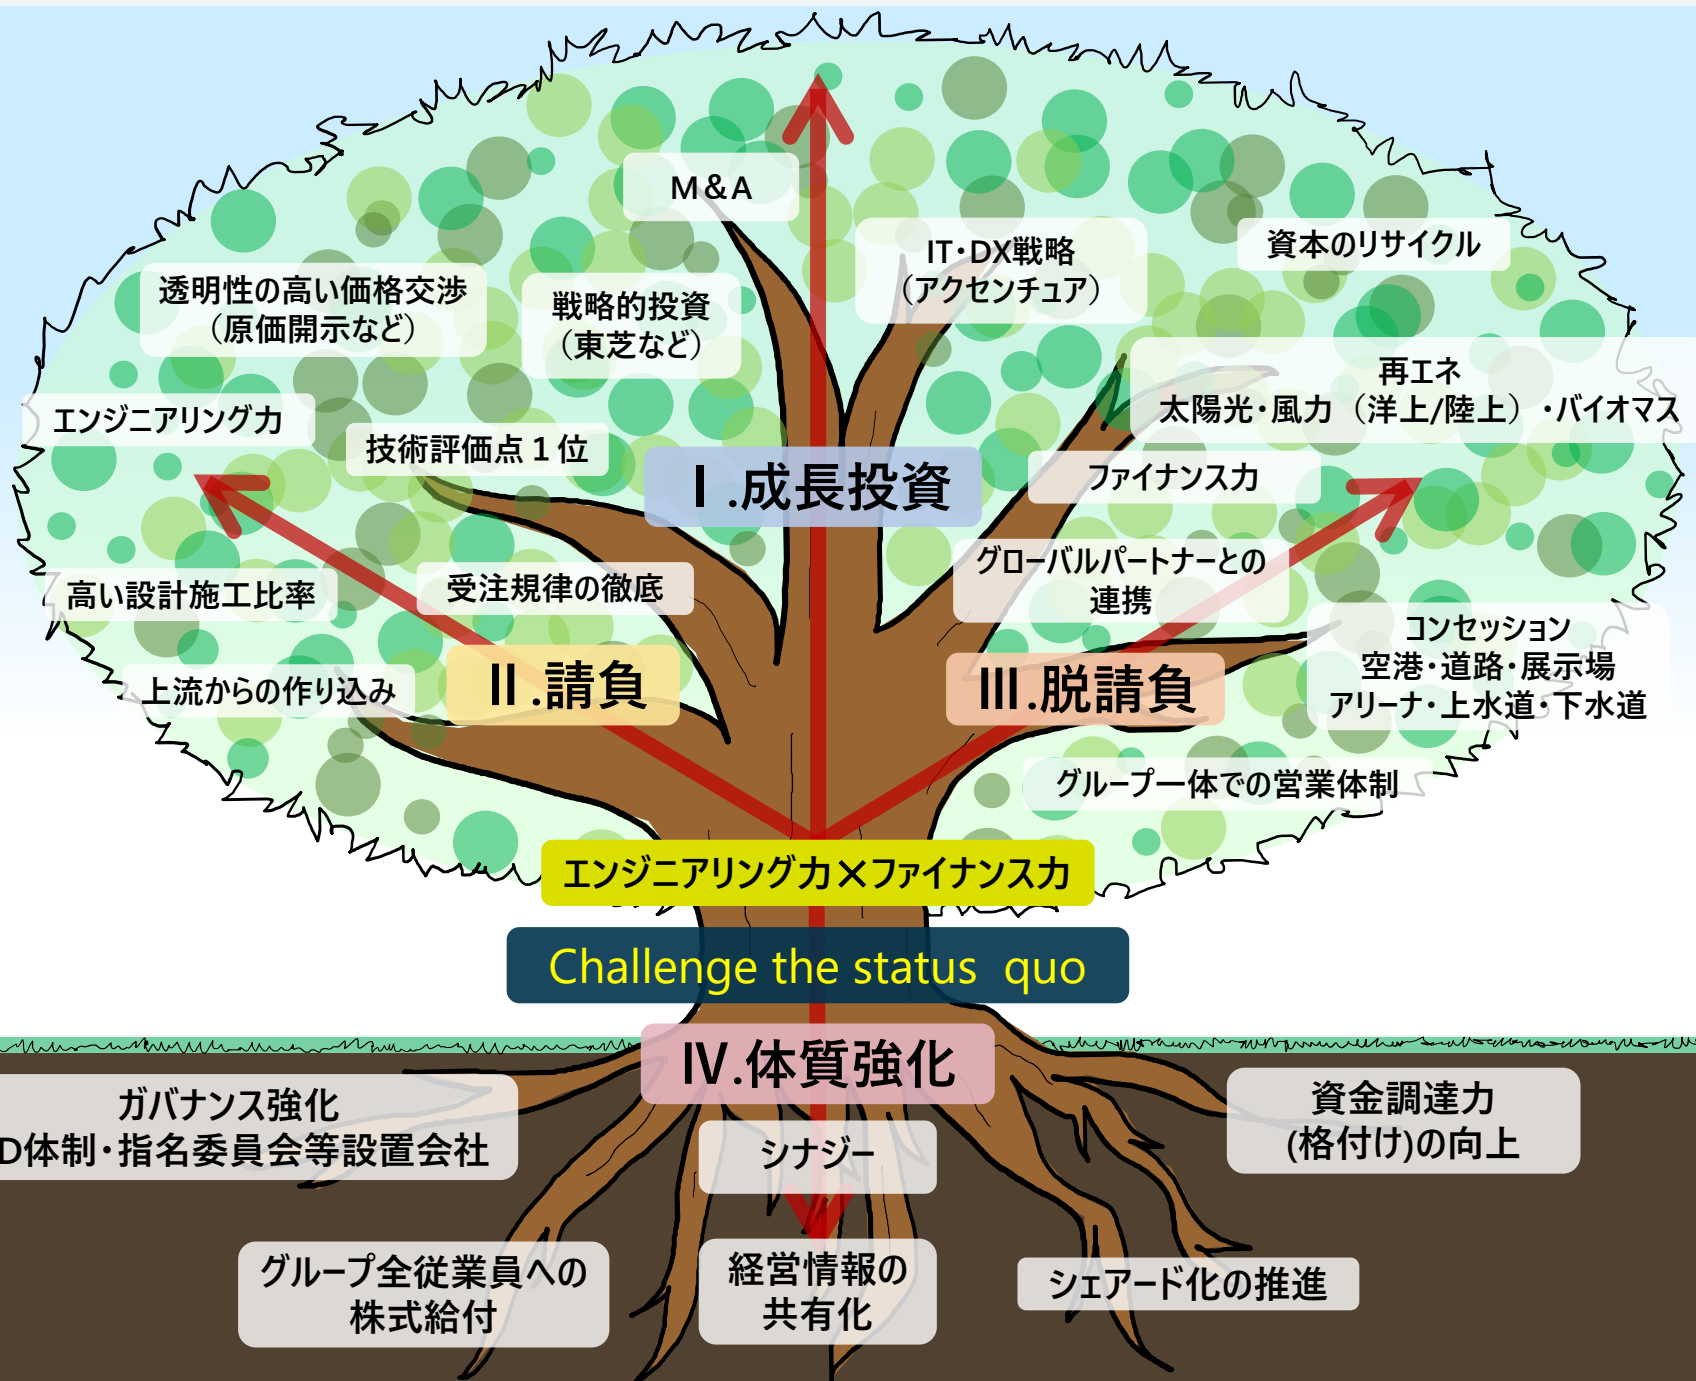 M&A
IT・DX戦略
（アクセンチュア）
資本のリサイクル
透明性の高い価格交渉
（原価開示など）
戦略的投資
（東芝など）
再エネ
太陽光・風力（洋上/陸上）・バイオマス
エンジニアリング力
技術評価点１位
Ⅰ.成長投資
ファイナンス力
高い設計施工比率
受注規律の徹底
グローバルパートナーとの
連携
コンセッション
空港・道路・展示場
アリーナ・上水道・下水道
上流からの作り込み
Ⅱ.請負
Ⅲ.脱請負
グループ一体での営業体制
エンジニアリング力×ファイナンス力
Challenge the status quo
Ⅳ.体質強化
ガバナンス強化
D体制・指名委員会等設置会社
シナジー
資金調達力
(格付け)の向上
グループ全従業員への
株式給付
経営情報の
共有化
シェアード化の推進